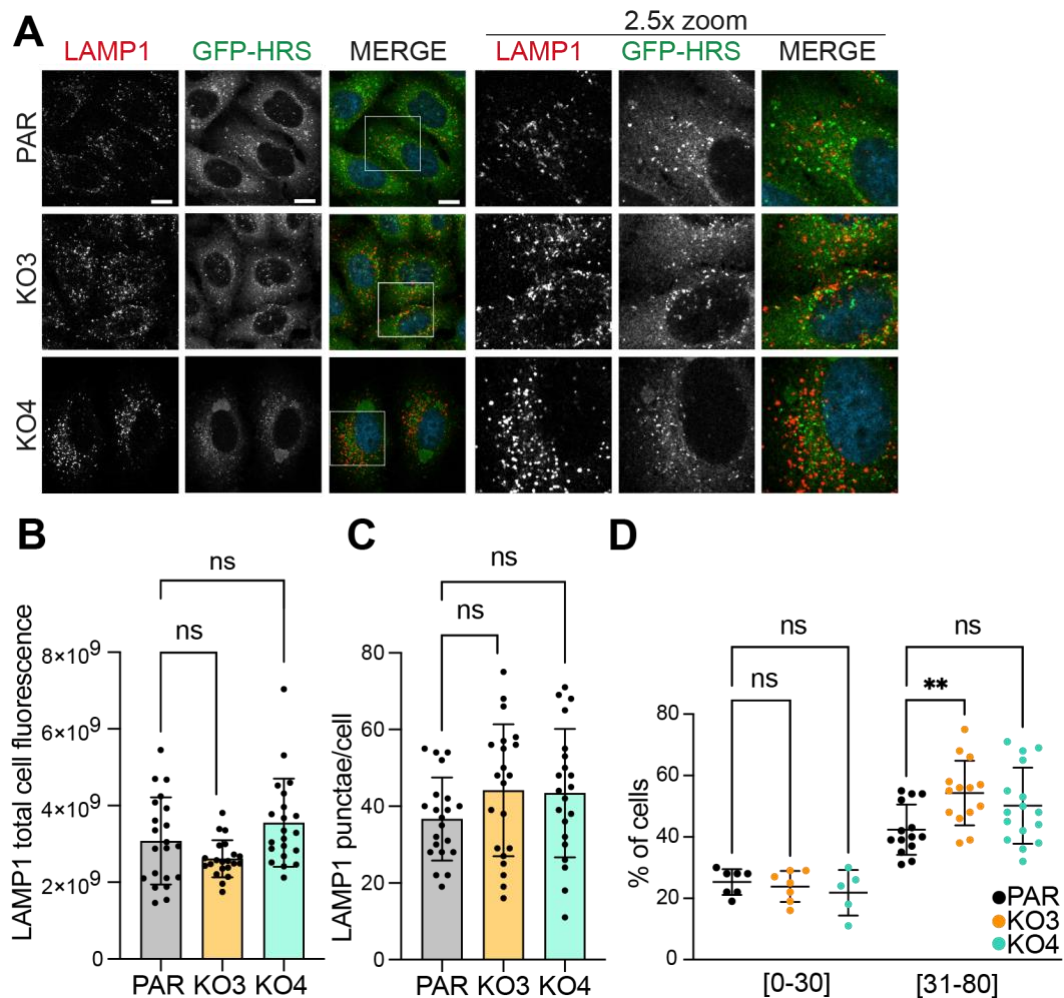 A
2.5x zoom
LAMP1 GFP-HRS MERGE LAMP1 GFP-HRS MERGE
PAR
KO3
KO4
B
ns
ns
LAMP1 total cell fluorescence
8×10⁹
6×10⁹
4×10⁹
2×10⁹
0
PAR KO3 KO4
C
ns
ns
LAMP1 punctae/cell
80
60
40
20
0
PAR KO3 KO4
D
ns
ns
ns
**
% of cells
80
60
40
20
0
PAR
KO3
KO4
[0-30] [31-80]